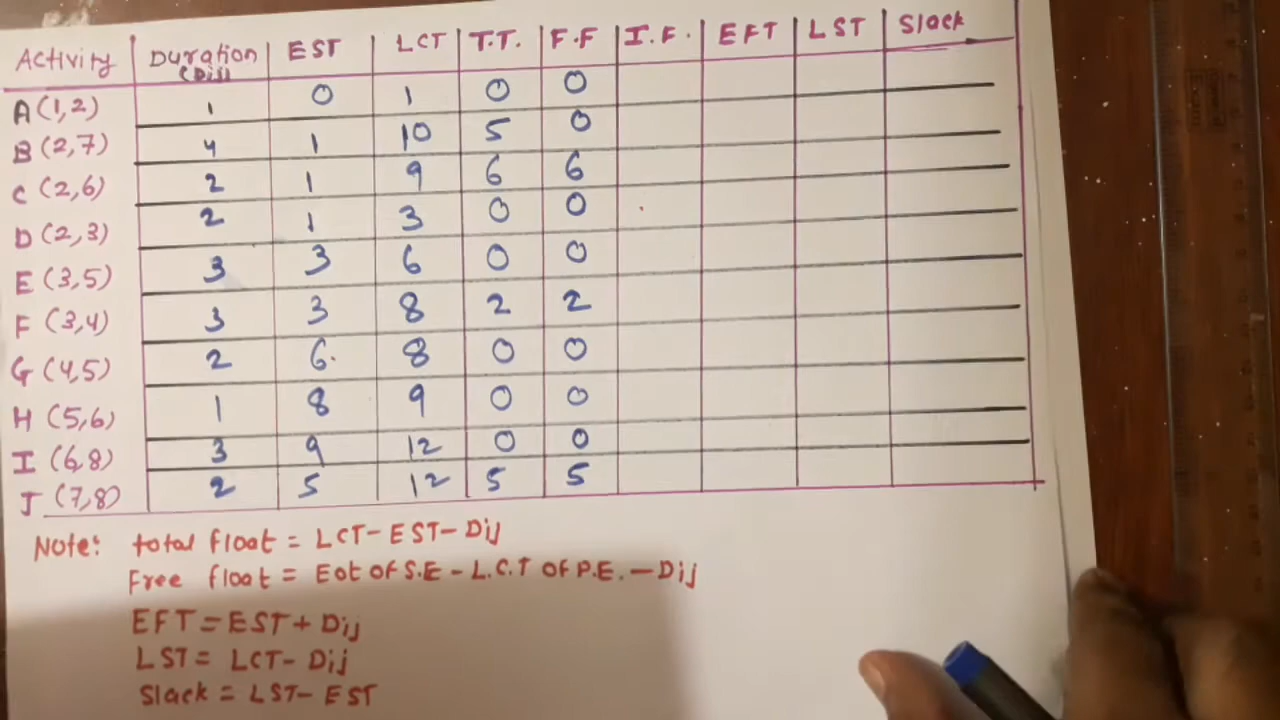 Activity Duration (Dij) EST LCT T.T. F.F I.F. EFT LST Slack
A (1,2) 1 0 1 0 0
B (2,7) 4 1 10 5 0
C (2,6) 2 1 9 6 6
D (2,3) 2 1 3 0 0
E (3,5) 3 3 6 0 0
F (3,4) 3 3 8 2 2
G (4,5) 2 6. 8 0 0
H (5,6) 1 8 9 0 0
I (6,8) 3 9 12 0 0
J (7,8) 2 5 12 5 5
Note: total float = LCT- EST- Dij
Free float = Eot of S.E - L.C.T of P.E. - Dij
EFT = EST + Dij
LST = LCT- Dij
Slack = LST- EST